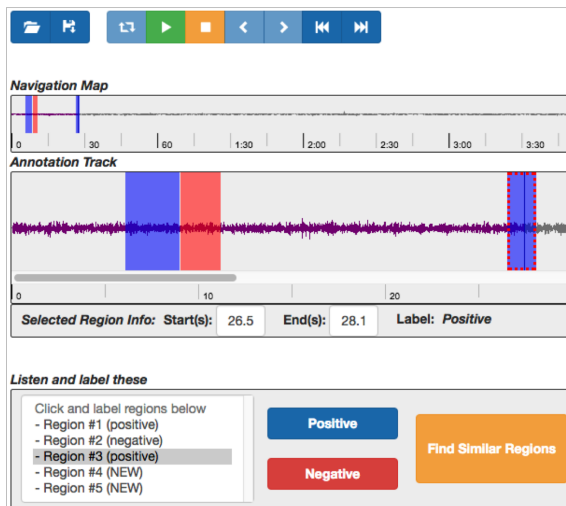 Navigation Map
0 30 60 1:30 2:00 2:30 3:00 3:30
Annotation Track
0 10 20
Selected Region Info: Start(s): 26.5 End(s): 28.1 Label: Positive
Listen and label these
Click and label regions below
- Region #1 (positive)
- Region #2 (negative)
- Region #3 (positive)
- Region #4 (NEW)
- Region #5 (NEW)
Positive
Negative
Find Similar Regions